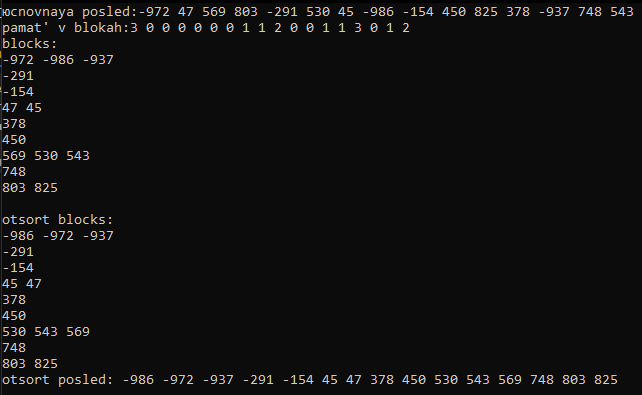 юcnovnaya posled:-972 47 569 803 -291 530 45 -986 -154 450 825 378 -937 748 543
pamat' v blokah:3 0 0 0 0 0 0 1 1 2 0 0 1 1 3 0 1 2
blocks:
-972 -986 -937
-291
-154
47 45
378
450
569 530 543
748
803 825
otsort blocks:
-986 -972 -937
-291
-154
45 47
378
450
530 543 569
748
803 825
otsort posled: -986 -972 -937 -291 -154 45 47 378 450 530 543 569 748 803 825